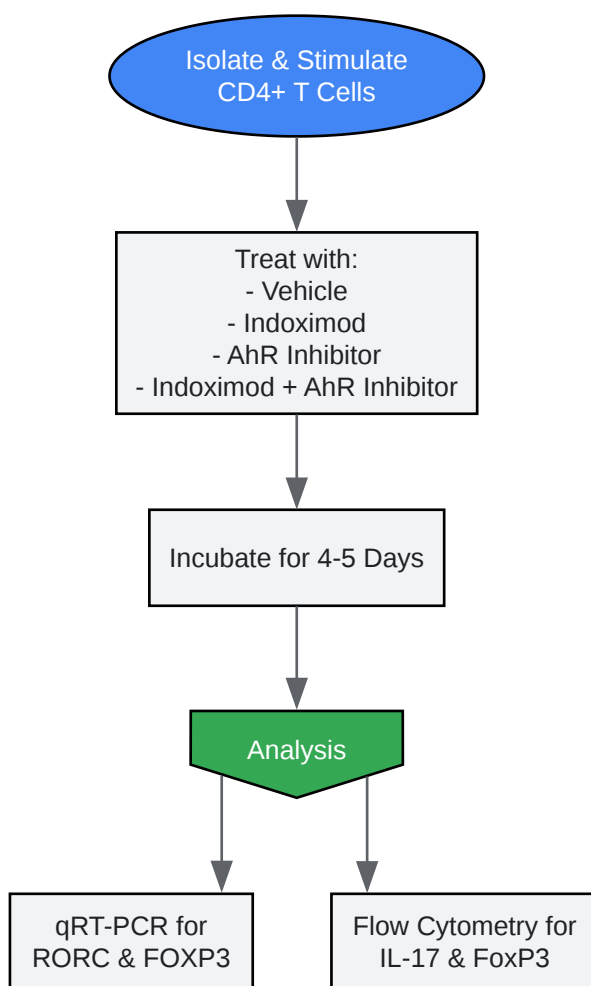 Isolate & Stimulate
CD4+ T Cells
Treat with:
- Vehicle
- Indoximod
- AhR Inhibitor
- Indoximod + AhR Inhibitor
Incubate for 4-5 Days
Analysis
qRT-PCR for
RORC & FOXP3
Flow Cytometry for
IL-17 & FoxP3